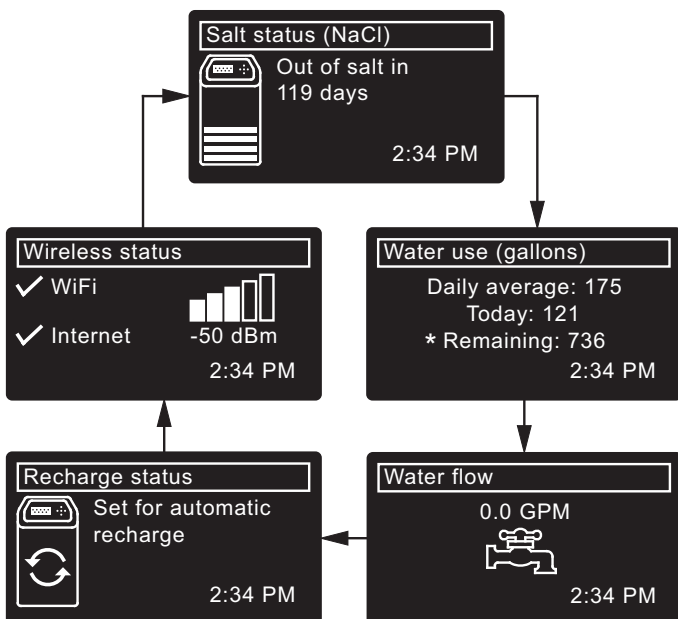 Salt status (NaCl)
Out of salt in
119 days
2:34 PM
Water use (gallons)
Daily average: 175
Today: 121
* Remaining: 736
2:34 PM
Water flow
0.0 GPM
2:34 PM
Recharge status
Set for automatic
recharge
2:34 PM
Wireless status
WiFi
Internet
-50 dBm
2:34 PM